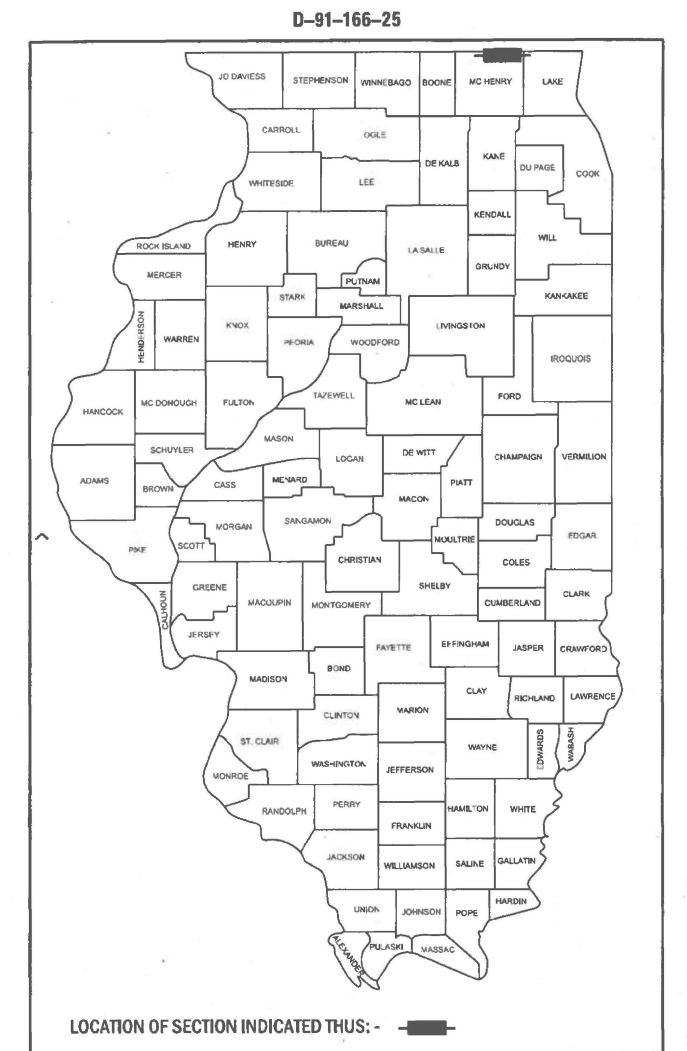 D-91-166-25
JO DAVIESS
STEPHENSON
WINNEBAGO
BOONE
MC HENRY
LAKE
CARROLL
OGLE
DE KALB
KANE
DU PAGE
COOK
WHITESIDE
LEE
KENDALL
WILL
ROCK ISLAND
HENRY
BUREAU
LA SALLE
GRUNDY
MERCER
PUTNAM
KANKAKEE
STARK
MARSHALL
HENDERSON
WARREN
KNOX
PEORIA
WOODFORD
LIVINGSTON
IROQUOIS
HANCOCK
MC DONOUGH
FULTON
TAZEWELL
MC LEAN
FORD
SCHUYLER
MASON
LOGAN
DE WITT
CHAMPAIGN
VERMILION
ADAMS
BROWN
CASS
MENARD
PIATT
MACON
PIKE
SCOTT
MORGAN
SANGAMON
MOULTRIE
DOUGLAS
EDGAR
CHRISTIAN
COLES
CALHOUN
GREENE
MACOUPIN
MONTGOMERY
SHELBY
CUMBERLAND
CLARK
JERSEY
FAYETTE
EFFINGHAM
JASPER
CRAWFORD
MADISON
BOND
CLAY
RICHLAND
LAWRENCE
CLINTON
MARION
ST. CLAIR
WAYNE
EDWARDS
WABASH
MONROE
WASHINGTON
JEFFERSON
RANDOLPH
PERRY
HAMILTON
WHITE
FRANKLIN
JACKSON
WILLIAMSON
SALINE
GALLATIN
UNION
JOHNSON
POPE
HARDIN
ALEXANDER
PULASKI
MASSAC
LOCATION OF SECTION INDICATED THUS: -